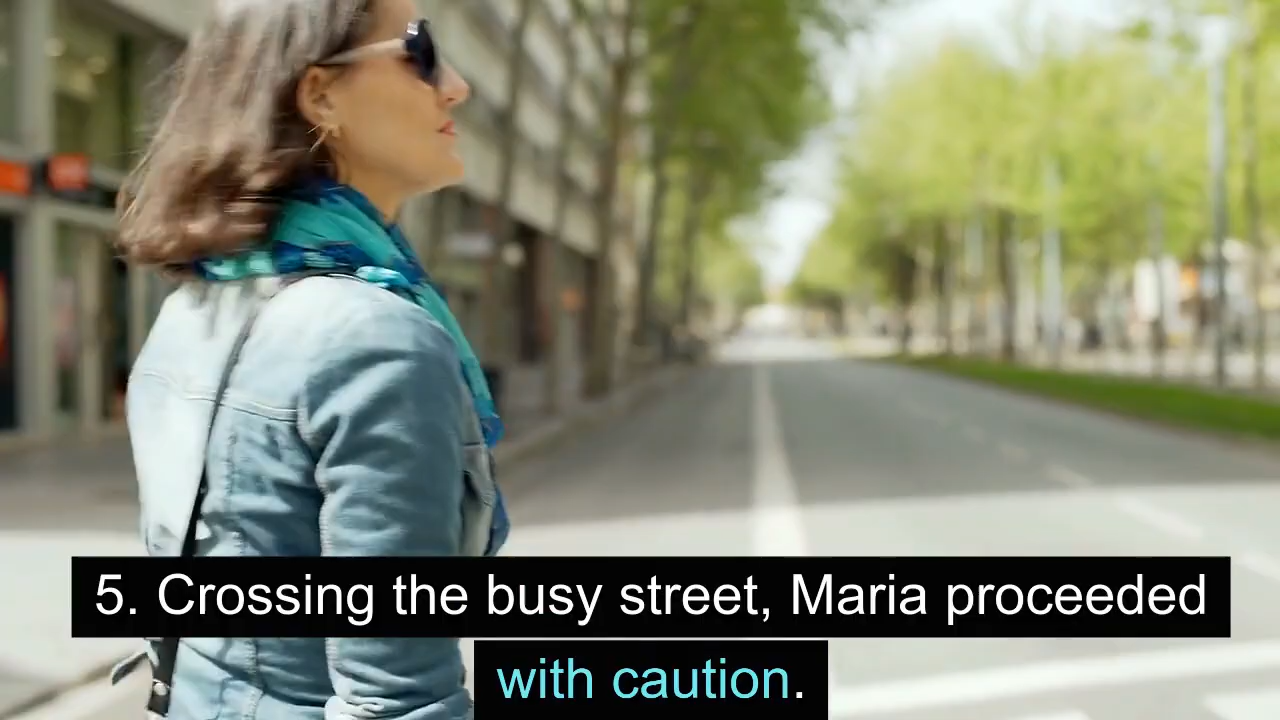 5. Crossing the busy street, Maria proceeded
with caution.